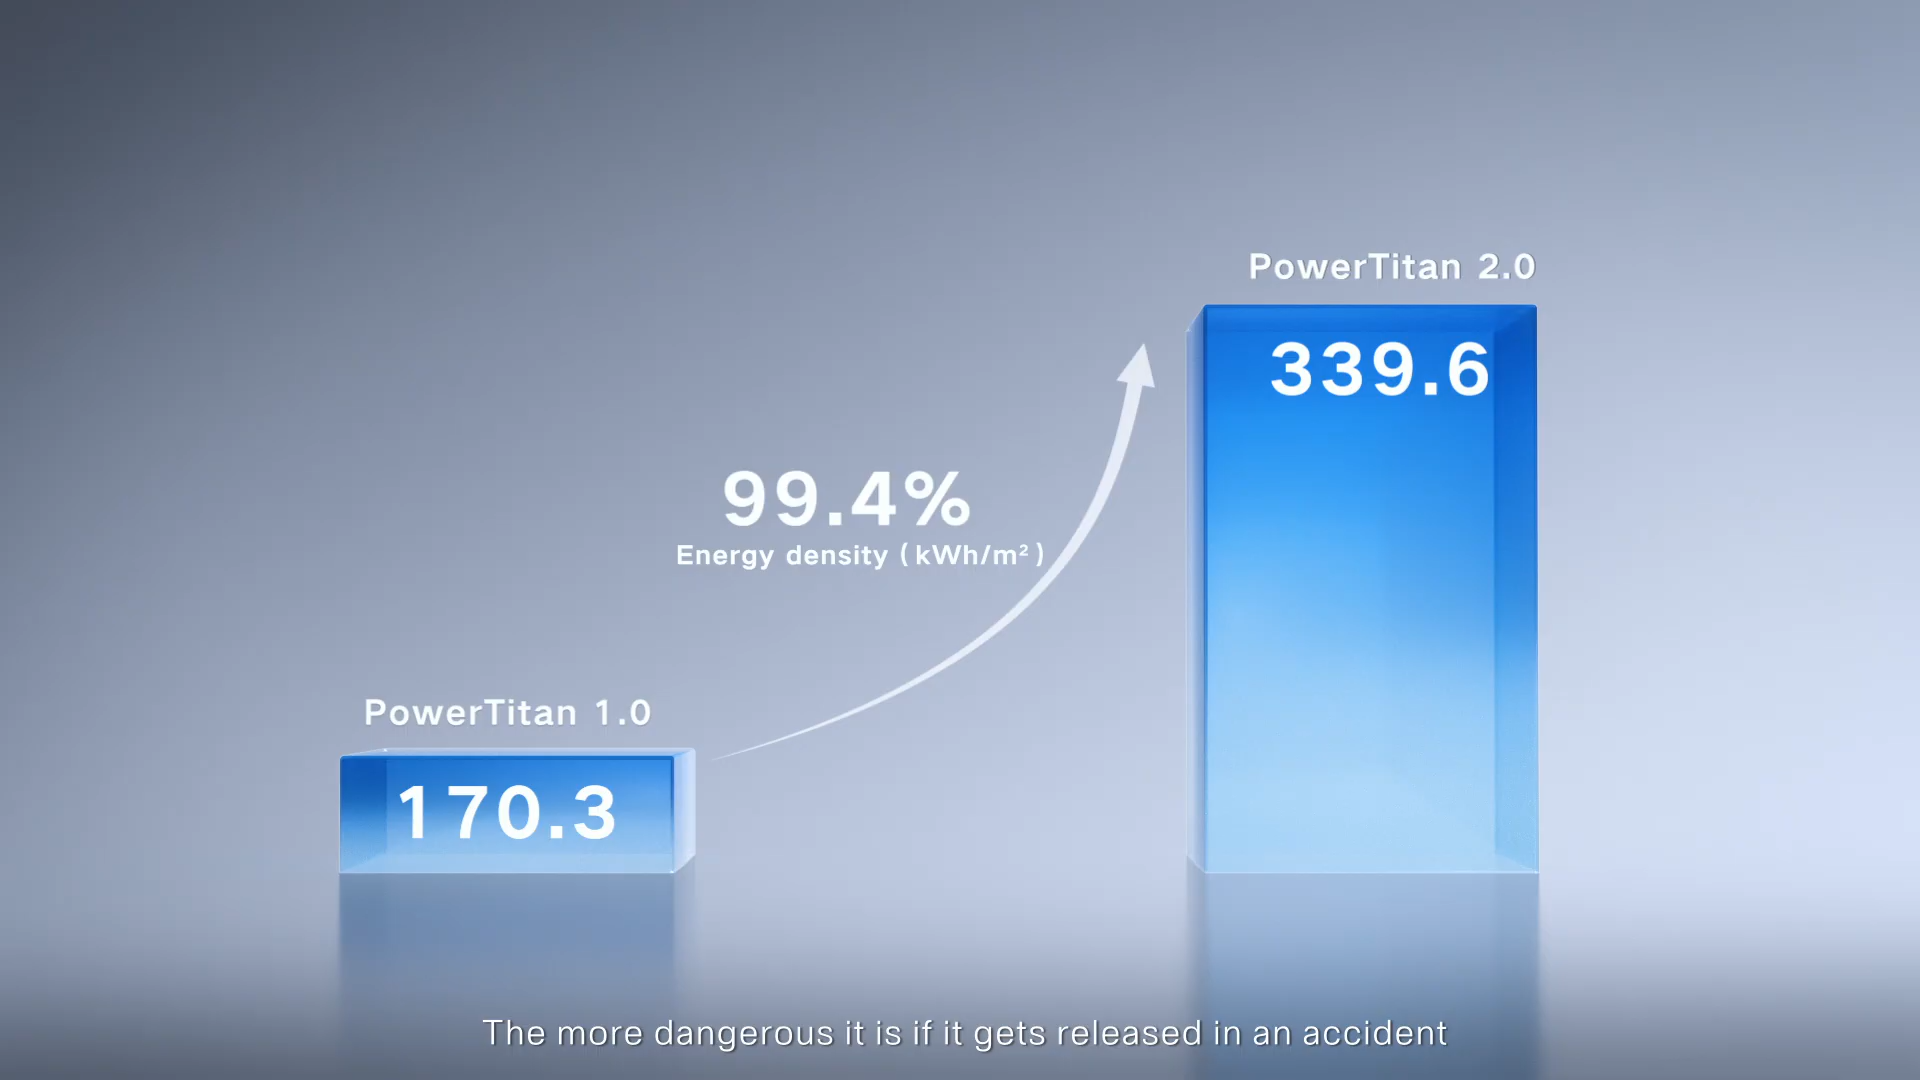 PowerTitan 2.0
339.6
99.4%
Energy density (kWh/m²)
PowerTitan 1.0
170.3
The more dangerous it is if it gets released in an accident